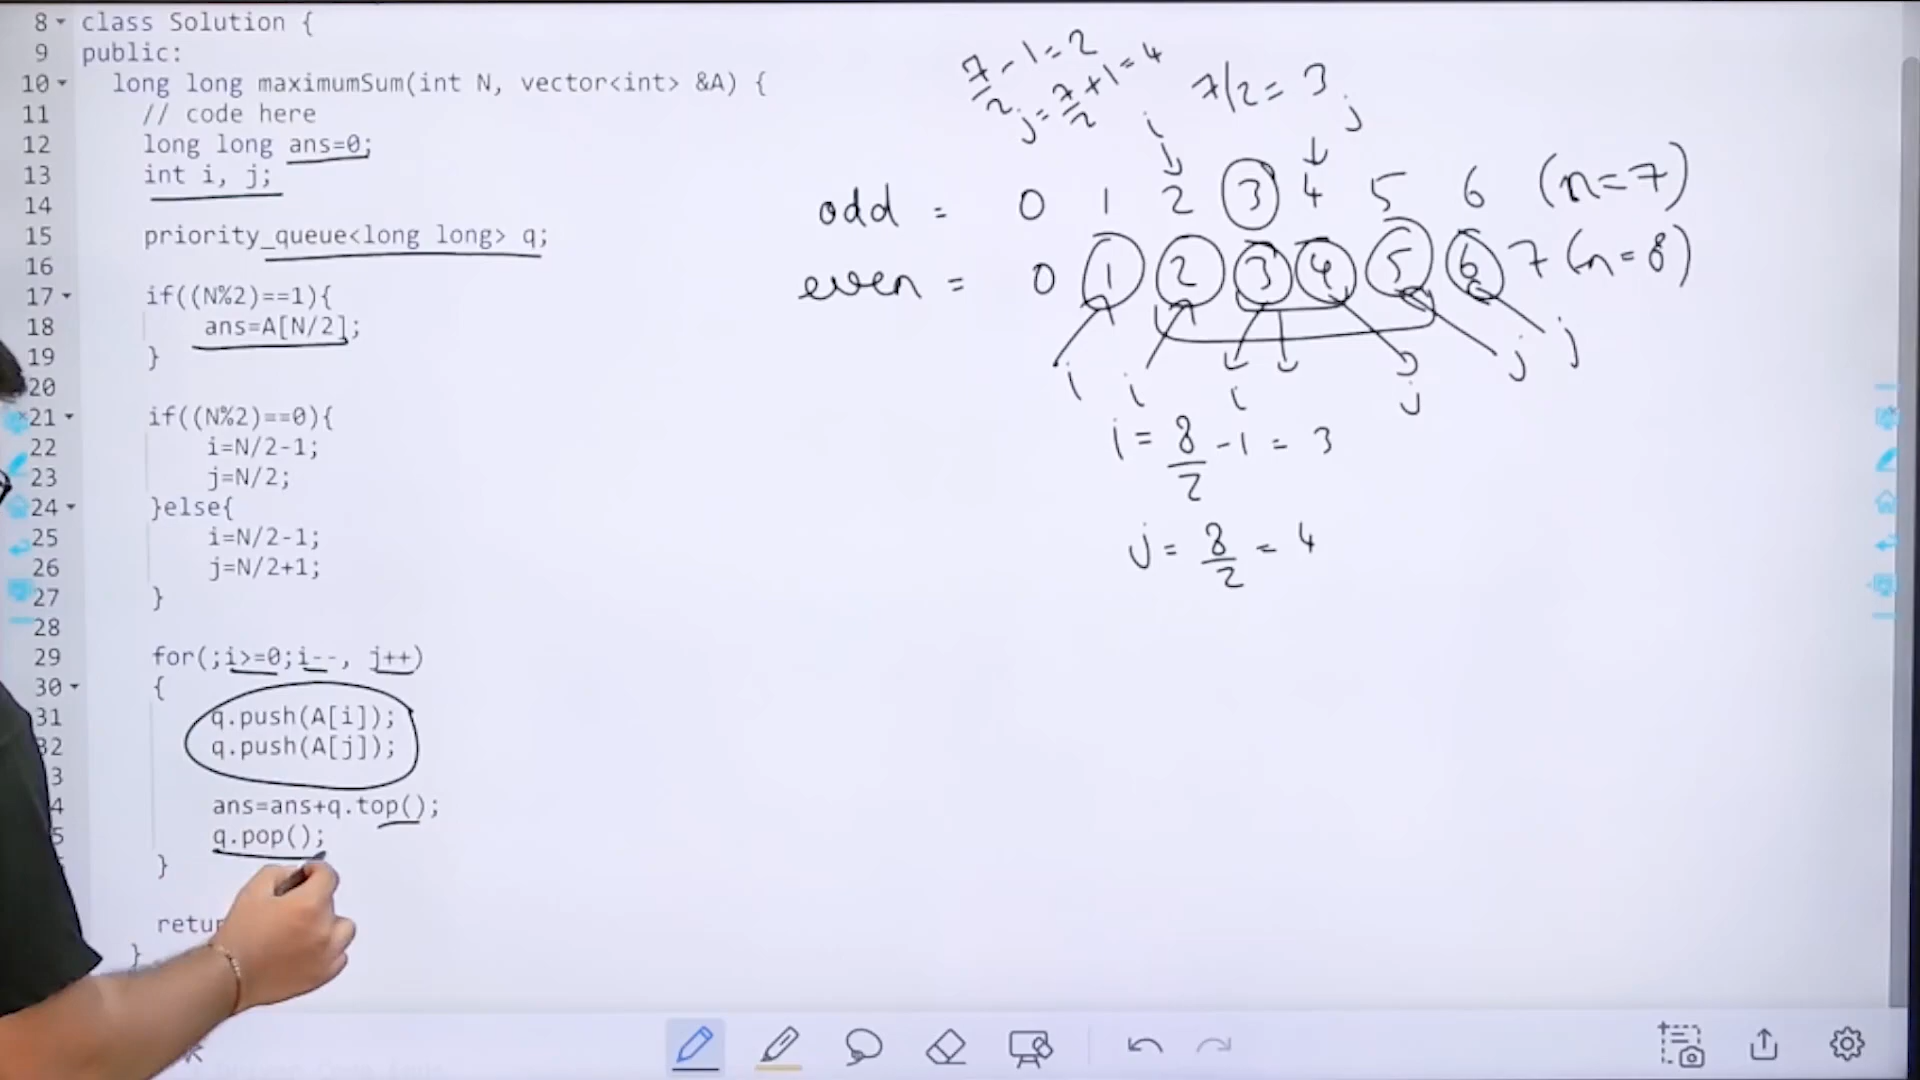 8 class Solution {
9 public:
10 long long maximumSum(int N, vector<int> &A) {
11 // code here
12 long long ans=0;
13 int i, j;
14
15 priority_queue<long long> q;
16
17 if((N%2)==1){
18 ans=A[N/2];
19 }
20
21 if((N%2)==0){
22 i=N/2-1;
23 j=N/2;
24 }else{
25 i=N/2-1;
26 j=N/2+1;
27 }
28
29 for(;i>=0;i--, j++)
30 {
31 q.push(A[i]);
32 q.push(A[j]);
3
4 ans=ans+q.top();
5 q.pop();
}
retur
}
7/2 - 1 = 2
j = 7/2 + 1 = 4
7/2 = 3
i j
odd = 0 1 2 3 4 5 6 (n=7)
even = 0 1 2 3 4 5 6 7 (n=8)
i i i j j j
i = 8/2 - 1 = 3
j = 8/2 = 4